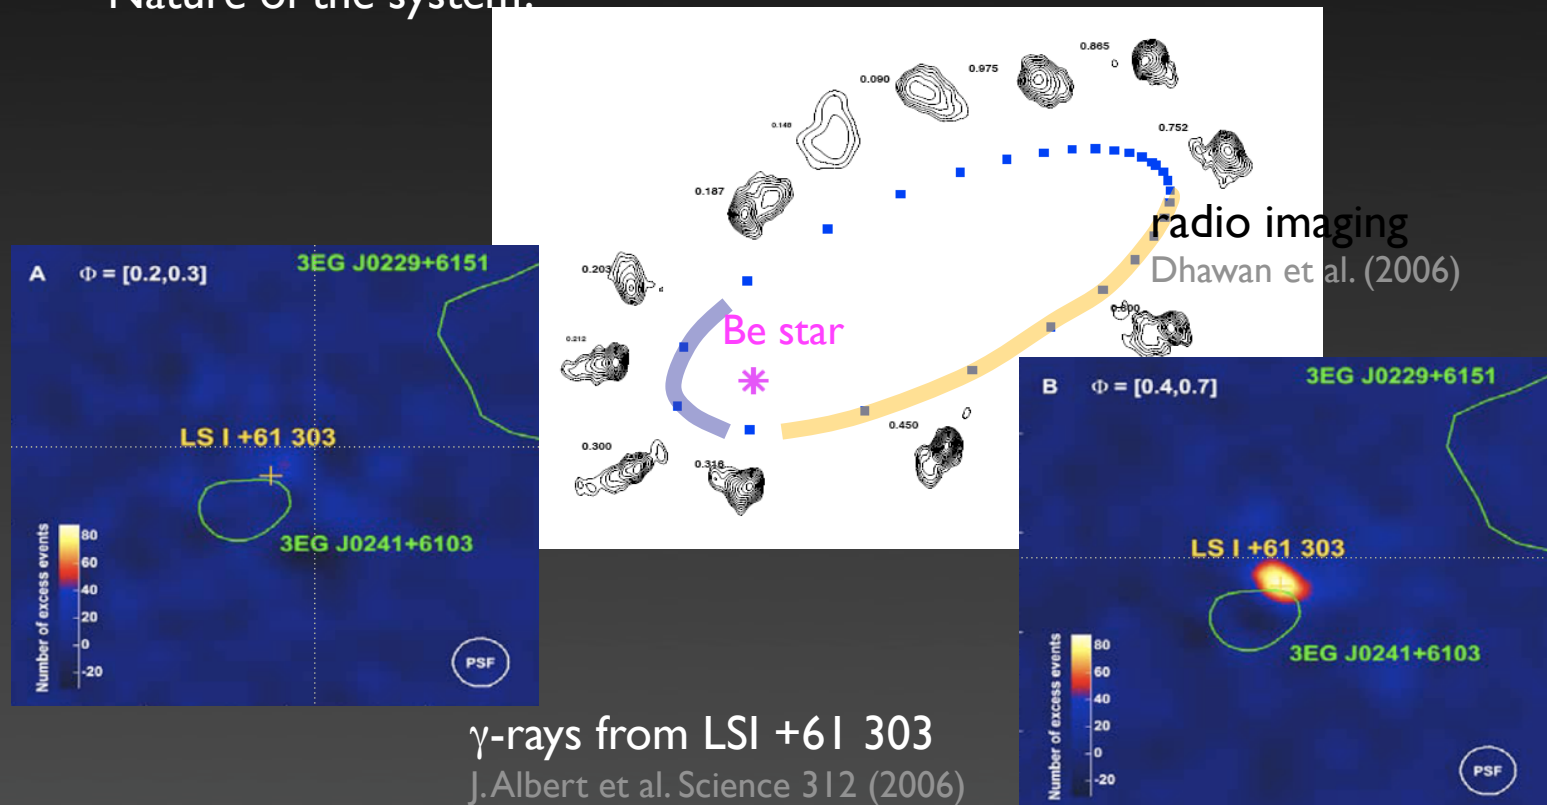 Nature of the system:
0.865
0.975
0.090
0.140
0.752
0.187
radio imaging
Dhawan et al. (2006)
0.203
0.212
Be star
0.450
0.300
0.316
A Φ = [0.2,0.3]
3EG J0229+6151
LS I +61 303
3EG J0241+6103
Number of excess events
80
60
40
20
0
-20
PSF
B Φ = [0.4,0.7]
3EG J0229+6151
LS I +61 303
3EG J0241+6103
Number of excess events
80
60
40
20
0
-20
PSF
γ-rays from LSI +61 303
J.Albert et al. Science 312 (2006)